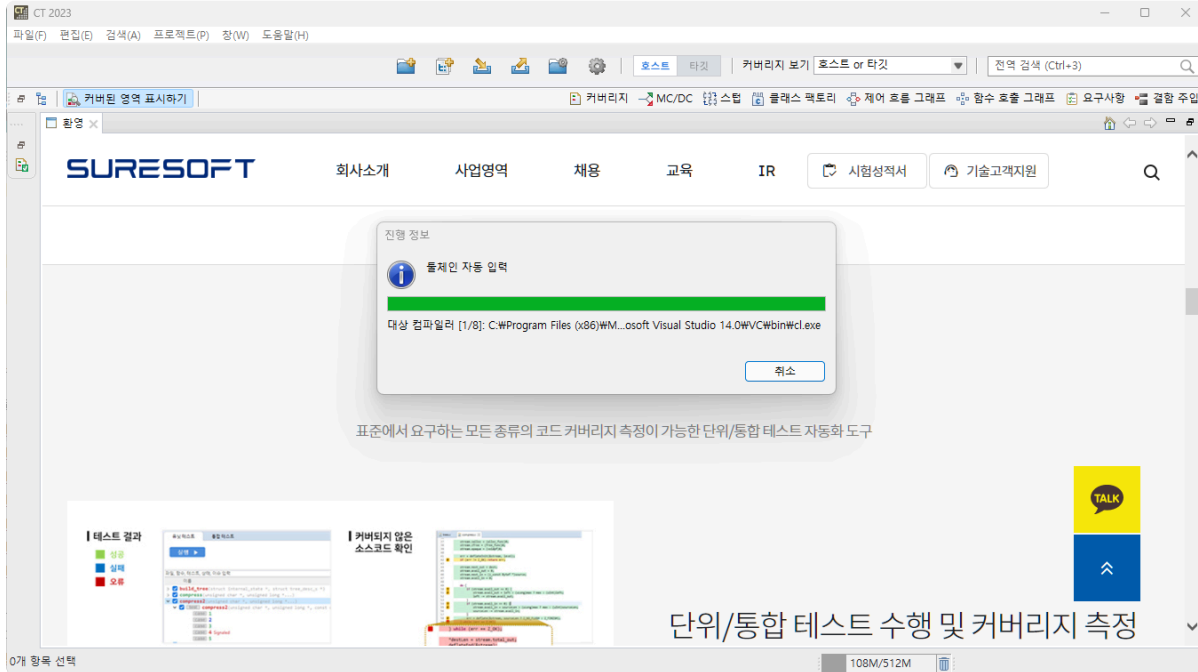 CT 2023
파일(F) 편집(E) 검색(A) 프로젝트(P) 창(W) 도움말(H)
호스트 타깃 커버리지 보기 호스트 or 타깃 전역 검색 (Ctrl+3)
커버된 영역 표시하기 커버리지 MC/DC 스텁 클래스 팩토리 제어 흐름 그래프 함수 호출 그래프 요구사항 결함 주입
환영
SURESOFT 회사소개 사업영역 채용 교육 IR 시험성적서 기술고객지원
진행 정보
툴체인 자동 입력
대상 컴파일러 [1/8]: C:₩Program Files (x86)₩M...osoft Visual Studio 14.0₩VC₩bin₩cl.exe
취소
표준에서 요구하는 모든 종류의 코드 커버리지 측정이 가능한 단위/통합 테스트 자동화 도구
TALK
테스트 결과
성공
실패
오류
커버되지 않은
소스코드 확인
단위/통합 테스트 수행 및 커버리지 측정
0개 항목 선택
108M/512M